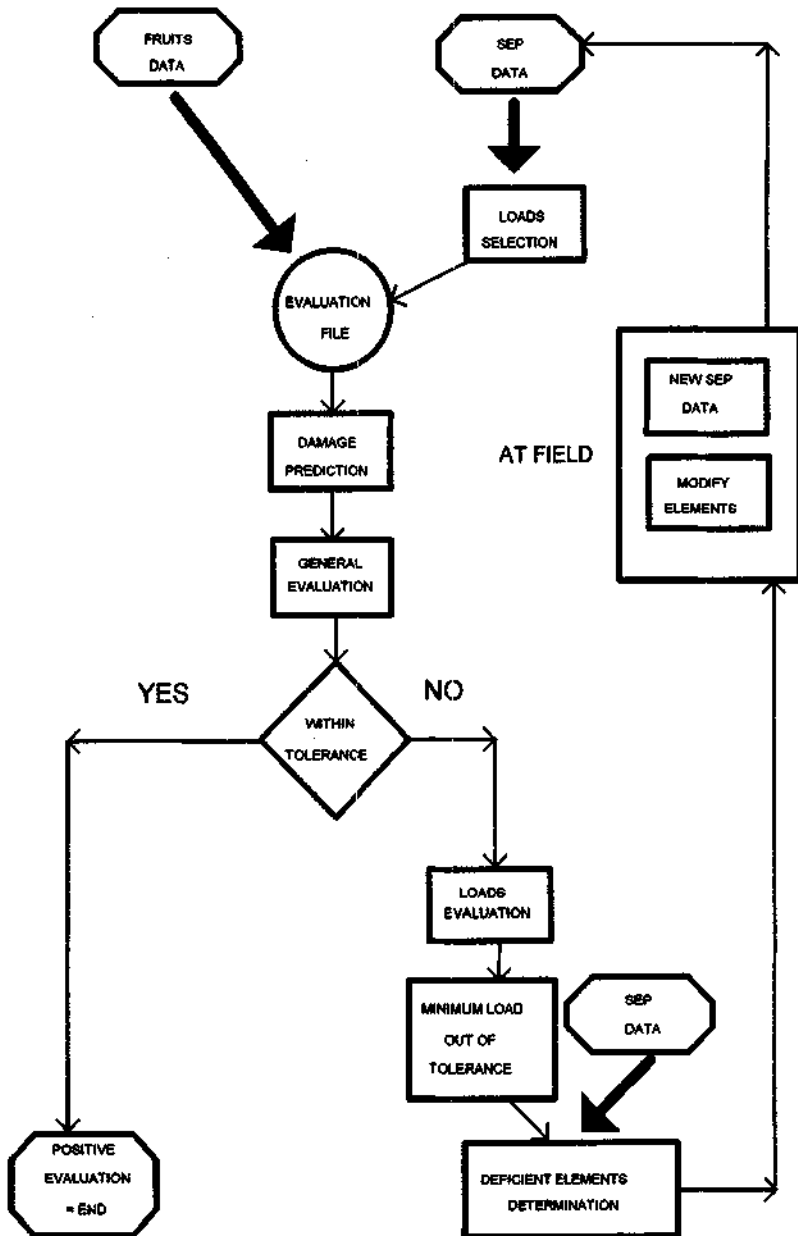 FRUITS
DATA
SEP
DATA
LOADS
SELECTION
EVALUATION
FILE
NEW SEP
DATA
DAMAGE
PREDICTION
AT FIELD
MODIFY
ELEMENTS
GENERAL
EVALUATION
YES
NO
WITHIN
TOLERANCE
LOADS
EVALUATION
MINIMUM LOAD
OUT OF
TOLERANCE
SEP
DATA
POSITIVE
EVALUATION
= END
DEFICIENT ELEMENTS
DETERMINATION